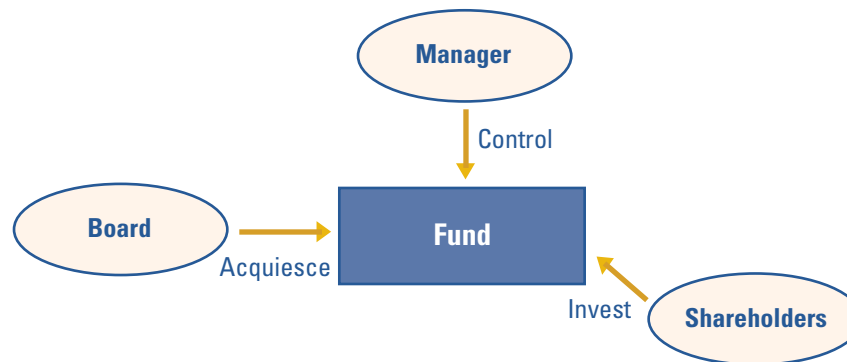 Manager
Control
Board
Fund
Acquiesce
Invest
Shareholders